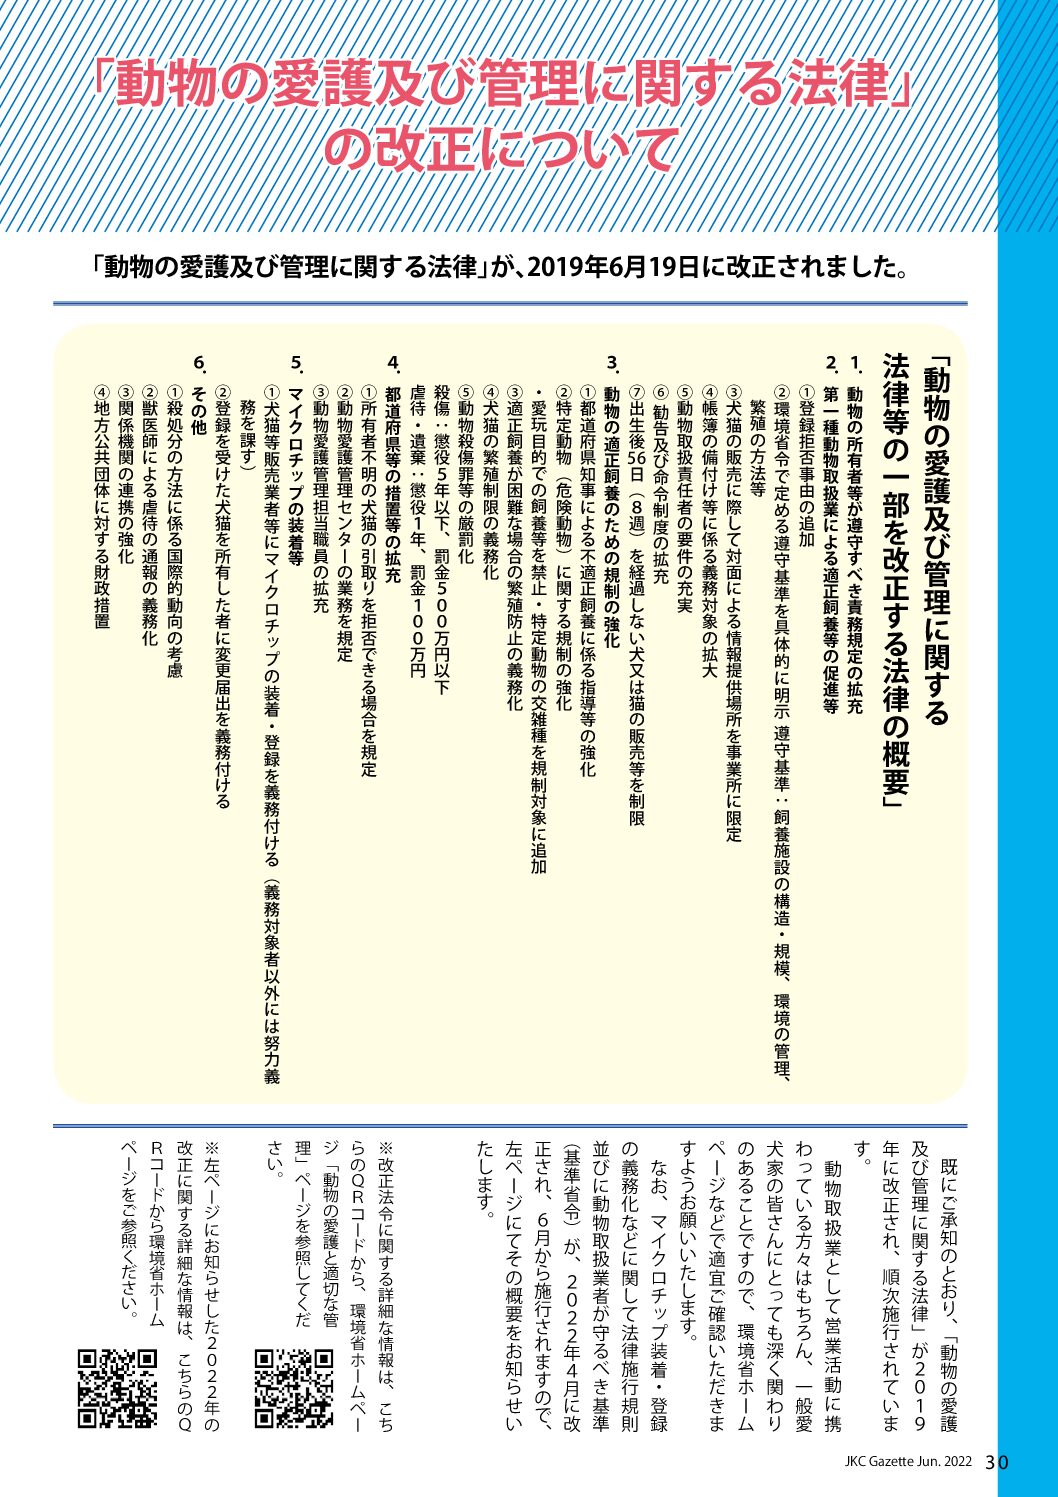 「動物の愛護及び管理に関する法律」
の改正について
「動物の愛護及び管理に関する法律」が、2019年6月19日に改正されました。
「動物の愛護及び管理に関する
法律等の一部を改正する法律の概要」
1. 動物の所有者等が遵守すべき責務規定の拡充
2. 第一種動物取扱業による適正飼養等の促進等
①登録拒否事由の追加
②環境省令で定める遵守基準を具体的に明示 遵守基準：飼養施設の構造・規模、環境の管理、
繁殖の方法等
③犬猫の販売に際して対面による情報提供場所を事業所に限定
④帳簿の備付け等に係る義務対象の拡大
⑤動物取扱責任者の要件の充実
⑥勧告及び命令制度の拡充
⑦出生後56日（8週）を経過しない犬又は猫の販売等を制限
3. 動物の適正飼養のための規制の強化
①都道府県知事による不適正飼養に係る指導等の強化
②特定動物（危険動物）に関する規制の強化
・愛玩目的での飼養等を禁止・特定動物の交雑種を規制対象に追加
③適正飼養が困難な場合の繁殖防止の義務化
④犬猫の繁殖制限の義務化
⑤動物殺傷罪等の厳罰化
殺傷：懲役５年以下、罰金５００万円以下
虐待・遺棄：懲役１年、罰金１００万円
4. 都道府県等の措置等の拡充
①所有者不明の犬猫の引取りを拒否できる場合を規定
②動物愛護管理センターの業務を規定
③動物愛護管理担当職員の拡充
5. マイクロチップの装着等
①犬猫等販売業者等にマイクロチップの装着・登録を義務付ける（義務対象者以外には努力義
務を課す）
②登録を受けた犬猫を所有した者に変更届出を義務付ける
6. その他
①殺処分の方法に係る国際的動向の考慮
②獣医師による虐待の通報の義務化
③関係機関の連携の強化
④地方公共団体に対する財政措置
既にご承知のとおり、「動物の愛護
及び管理に関する法律」が２０１９
年に改正され、順次施行されていま
す。
動物取扱業として営業活動に携
わっている方々はもちろん、一般愛
犬家の皆さんにとっても深く関わり
のあることですので、環境省ホーム
ページなどで適宜ご確認いただきま
すようお願いいたします。
なお、マイクロチップ装着・登録
の義務化などに関して法律施行規則
並びに動物取扱業者が守るべき基準
（基準省令）が、２０２２年４月に改
正され、６月から施行されますので、
左ページにてその概要をお知らせい
たします。
※改正法令に関する詳細な情報は、こち
らのＱＲコードから、環境省ホームペー
ジ「動物の愛護と適切な管
理」ページを参照してくだ
さい。
※左ページにお知らせした２０２２年の
改正に関する詳細な情報は、こちらのＱ
Ｒコードから環境省ホーム
ページをご参照ください。
JKC Gazette Jun. 2022 30